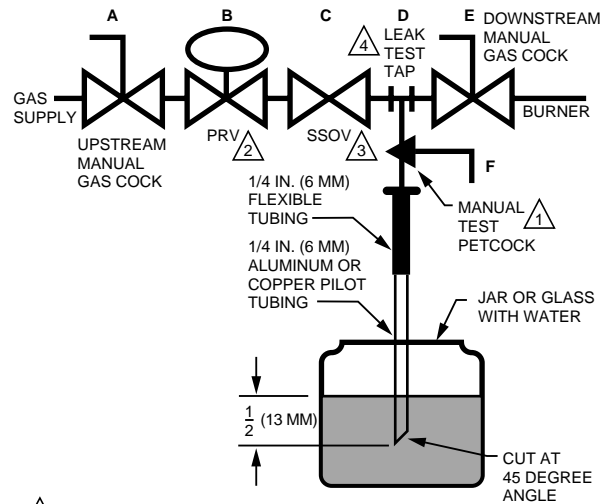 A B C D E
DOWNSTREAM
MANUAL
GAS COCK
4
LEAK
TEST
TAP
GAS
SUPPLY
BURNER
UPSTREAM
MANUAL
GAS COCK
PRV 2
SSOV 3
F
MANUAL
TEST
PETCOCK
1
1/4 IN. (6 MM)
FLEXIBLE
TUBING
1/4 IN. (6 MM)
ALUMINUM OR
COPPER PILOT
TUBING
JAR OR GLASS
WITH WATER
1/2 (13 MM)
CUT AT
45 DEGREE
ANGLE